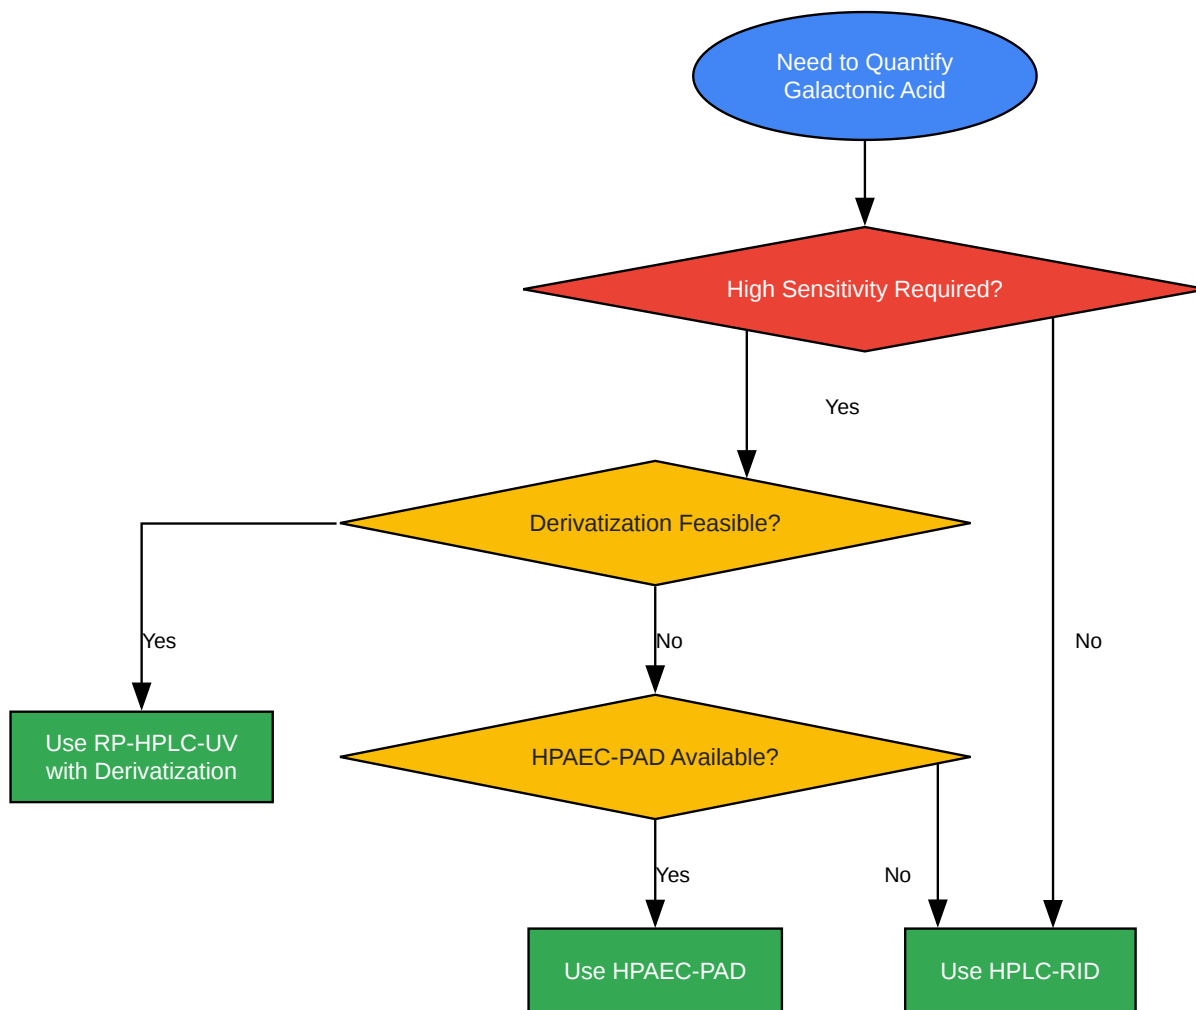 Need to Quantify
Galactonic Acid
High Sensitivity Required?
Yes
Derivatization Feasible?
Yes
No
No
Use RP-HPLC-UV
with Derivatization
HPAEC-PAD Available?
Yes
No
Use HPAEC-PAD
Use HPLC-RID